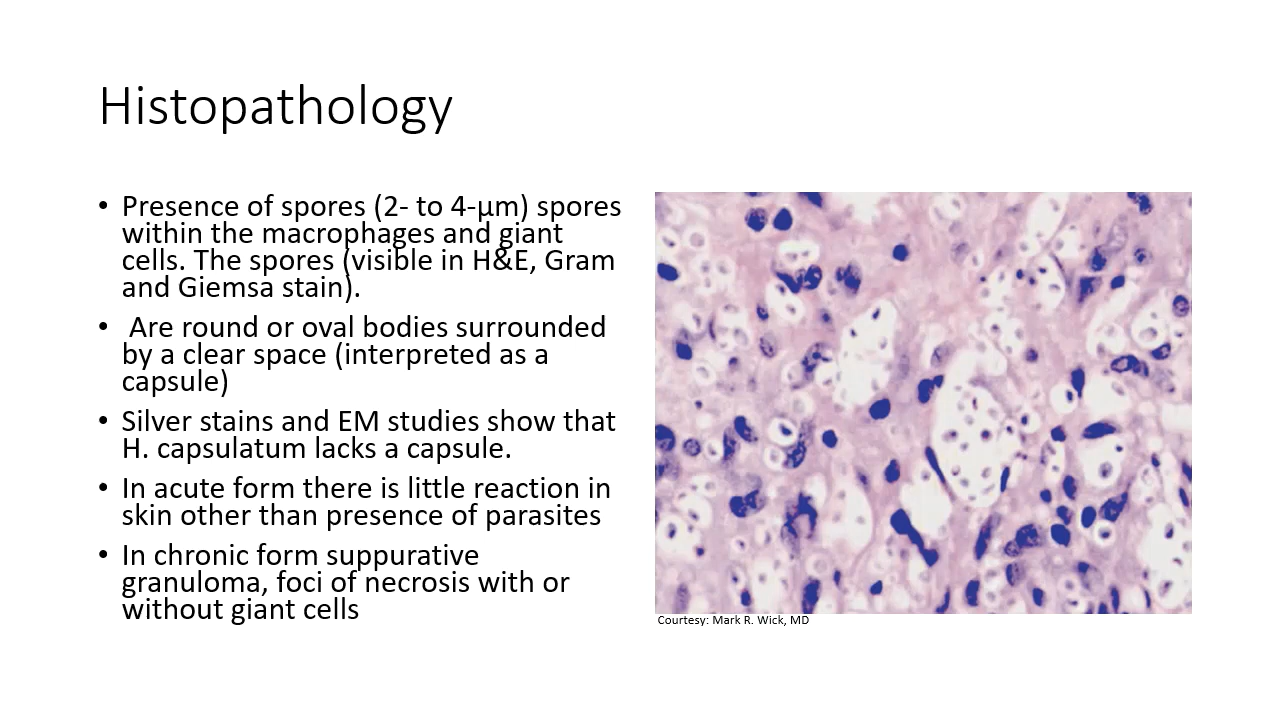 Histopathology
• Presence of spores (2- to 4-µm) spores
within the macrophages and giant
cells. The spores (visible in H&E, Gram
and Giemsa stain).
• Are round or oval bodies surrounded
by a clear space (interpreted as a
capsule)
• Silver stains and EM studies show that
H. capsulatum lacks a capsule.
• In acute form there is little reaction in
skin other than presence of parasites
• In chronic form suppurative
granuloma, foci of necrosis with or
without giant cells
Courtesy: Mark R. Wick, MD